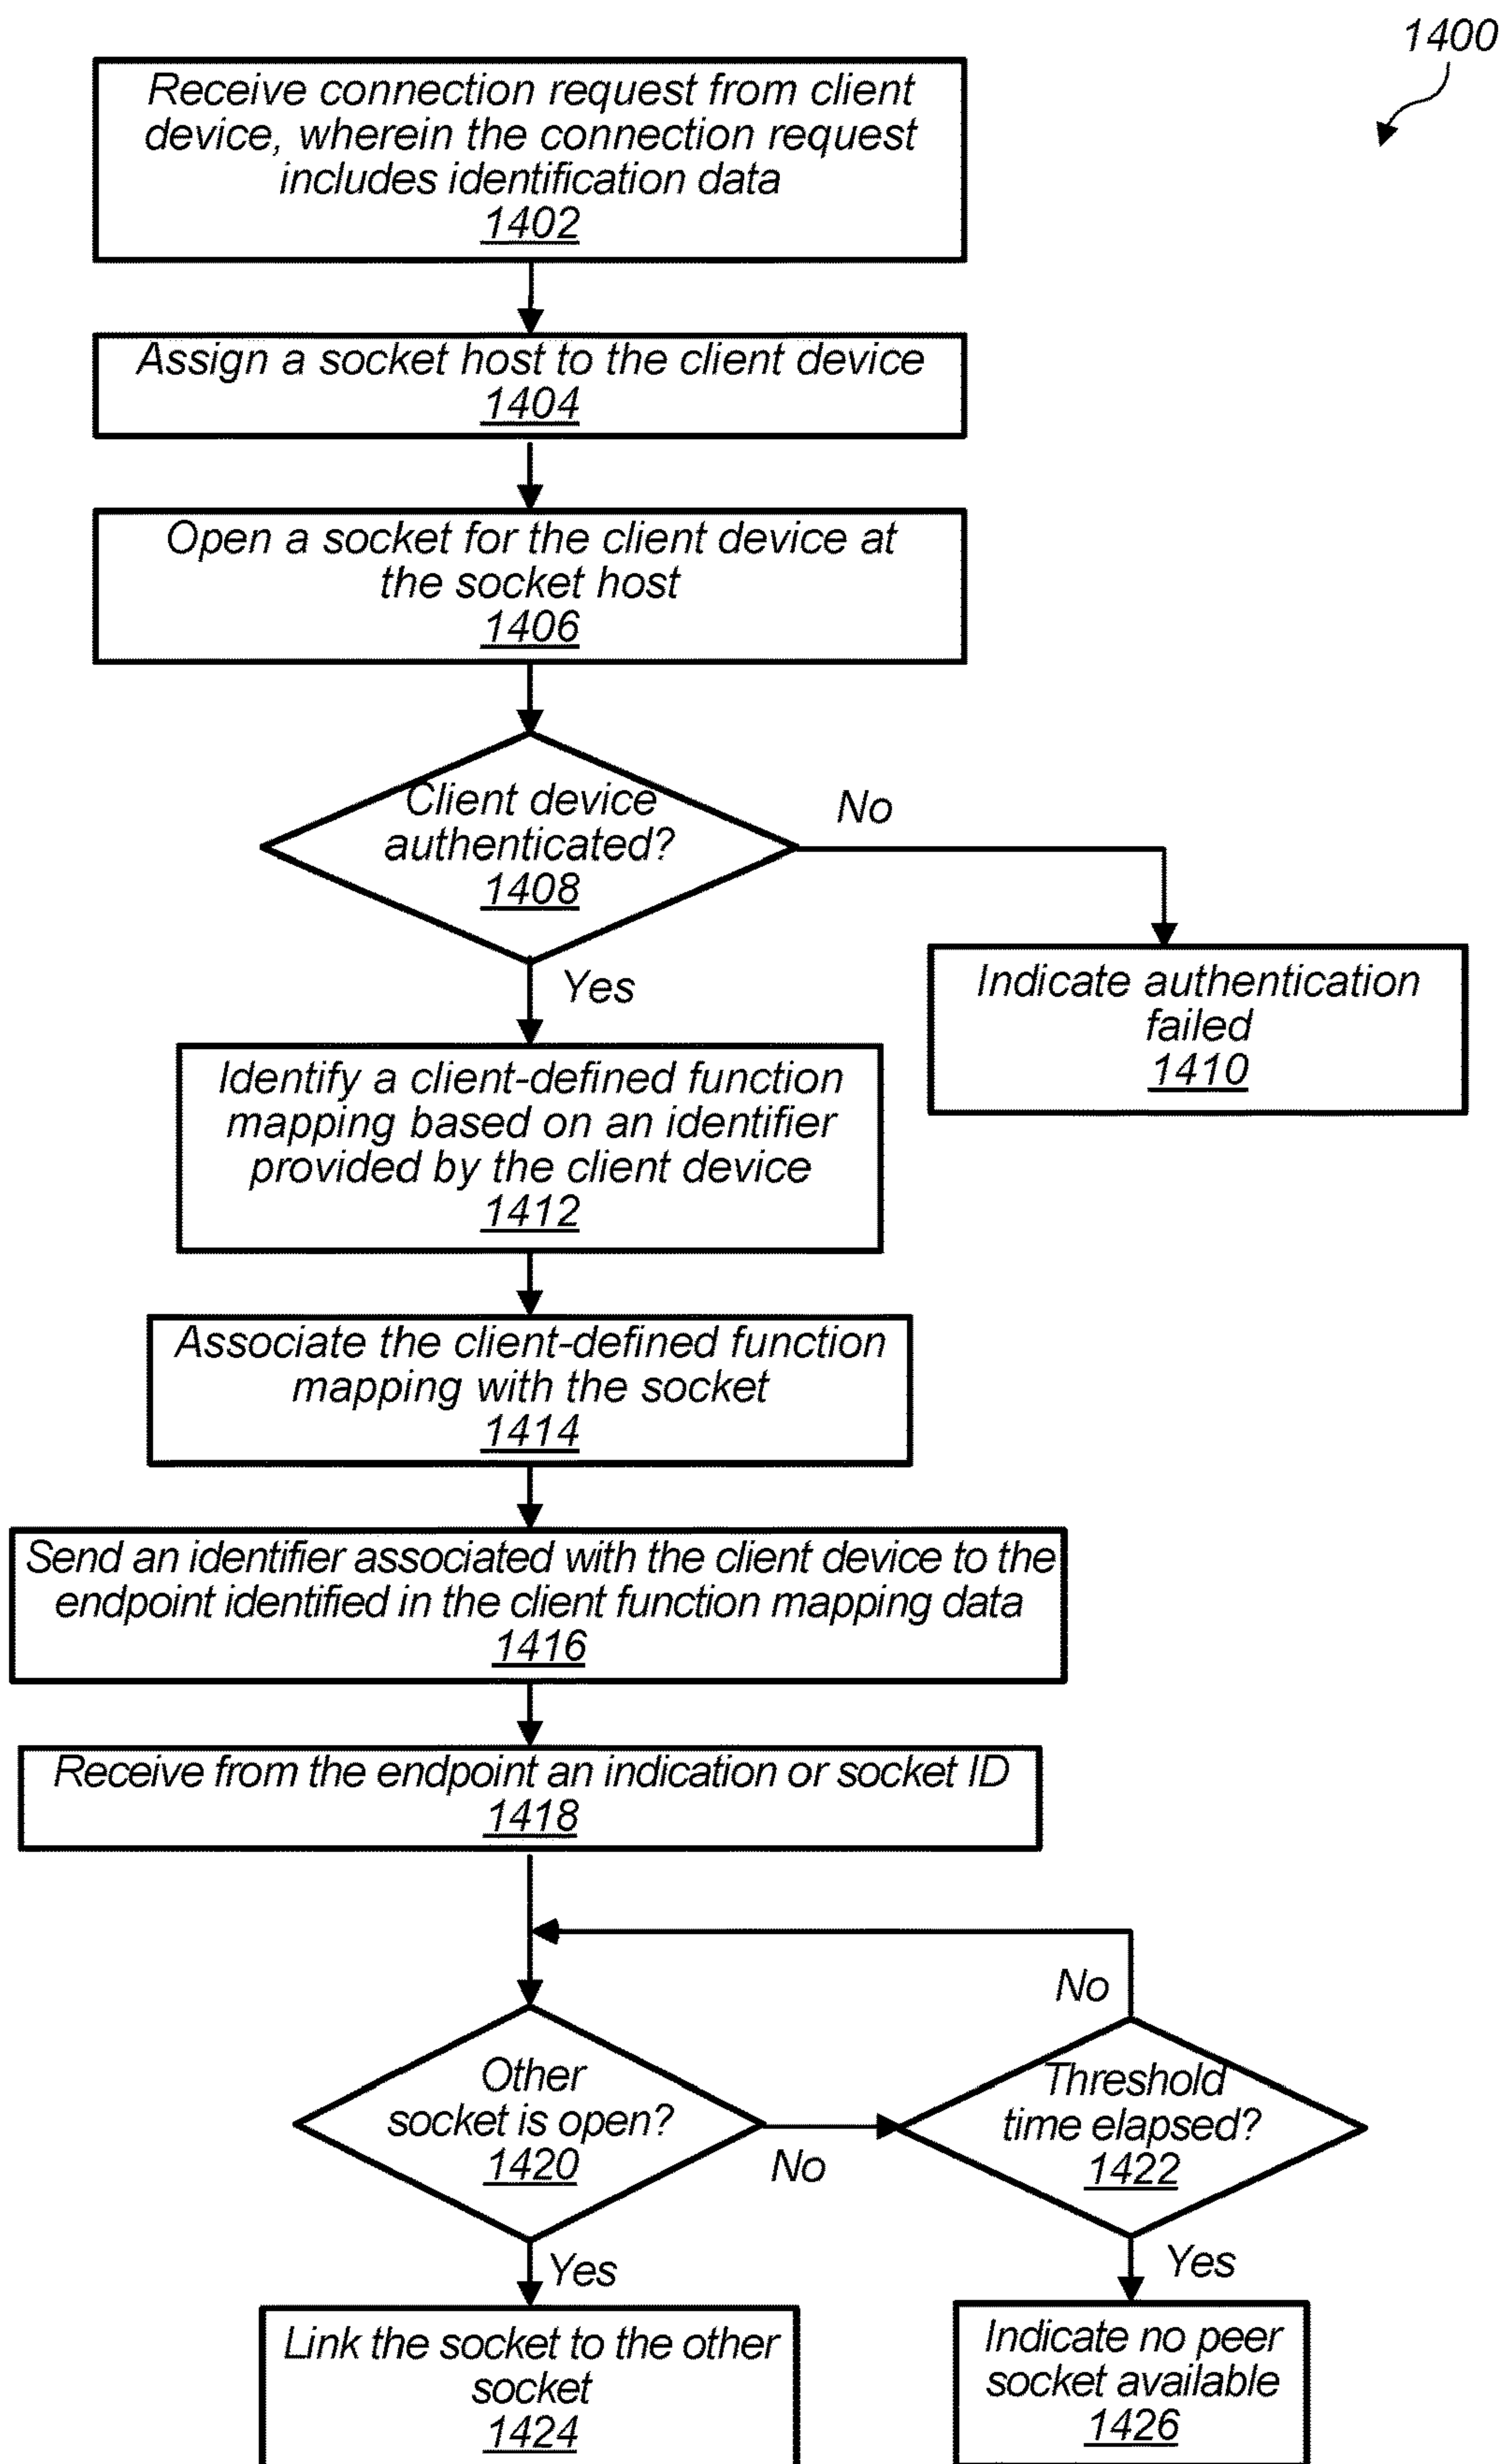 1400
Receive connection request from client
device, wherein the connection request
includes identification data
1402
Assign a socket host to the client device
1404
Open a socket for the client device at
the socket host
1406
Client device
authenticated?
1408
No
Yes
Indicate authentication
failed
1410
Identify a client-defined function
mapping based on an identifier
provided by the client device
1412
Associate the client-defined function
mapping with the socket
1414
Send an identifier associated with the client device to the
endpoint identified in the client function mapping data
1416
Receive from the endpoint an indication or socket ID
1418
No
Other
socket is open?
1420
No
Threshold
time elapsed?
1422
Yes
Yes
Link the socket to the other
socket
1424
Indicate no peer
socket available
1426